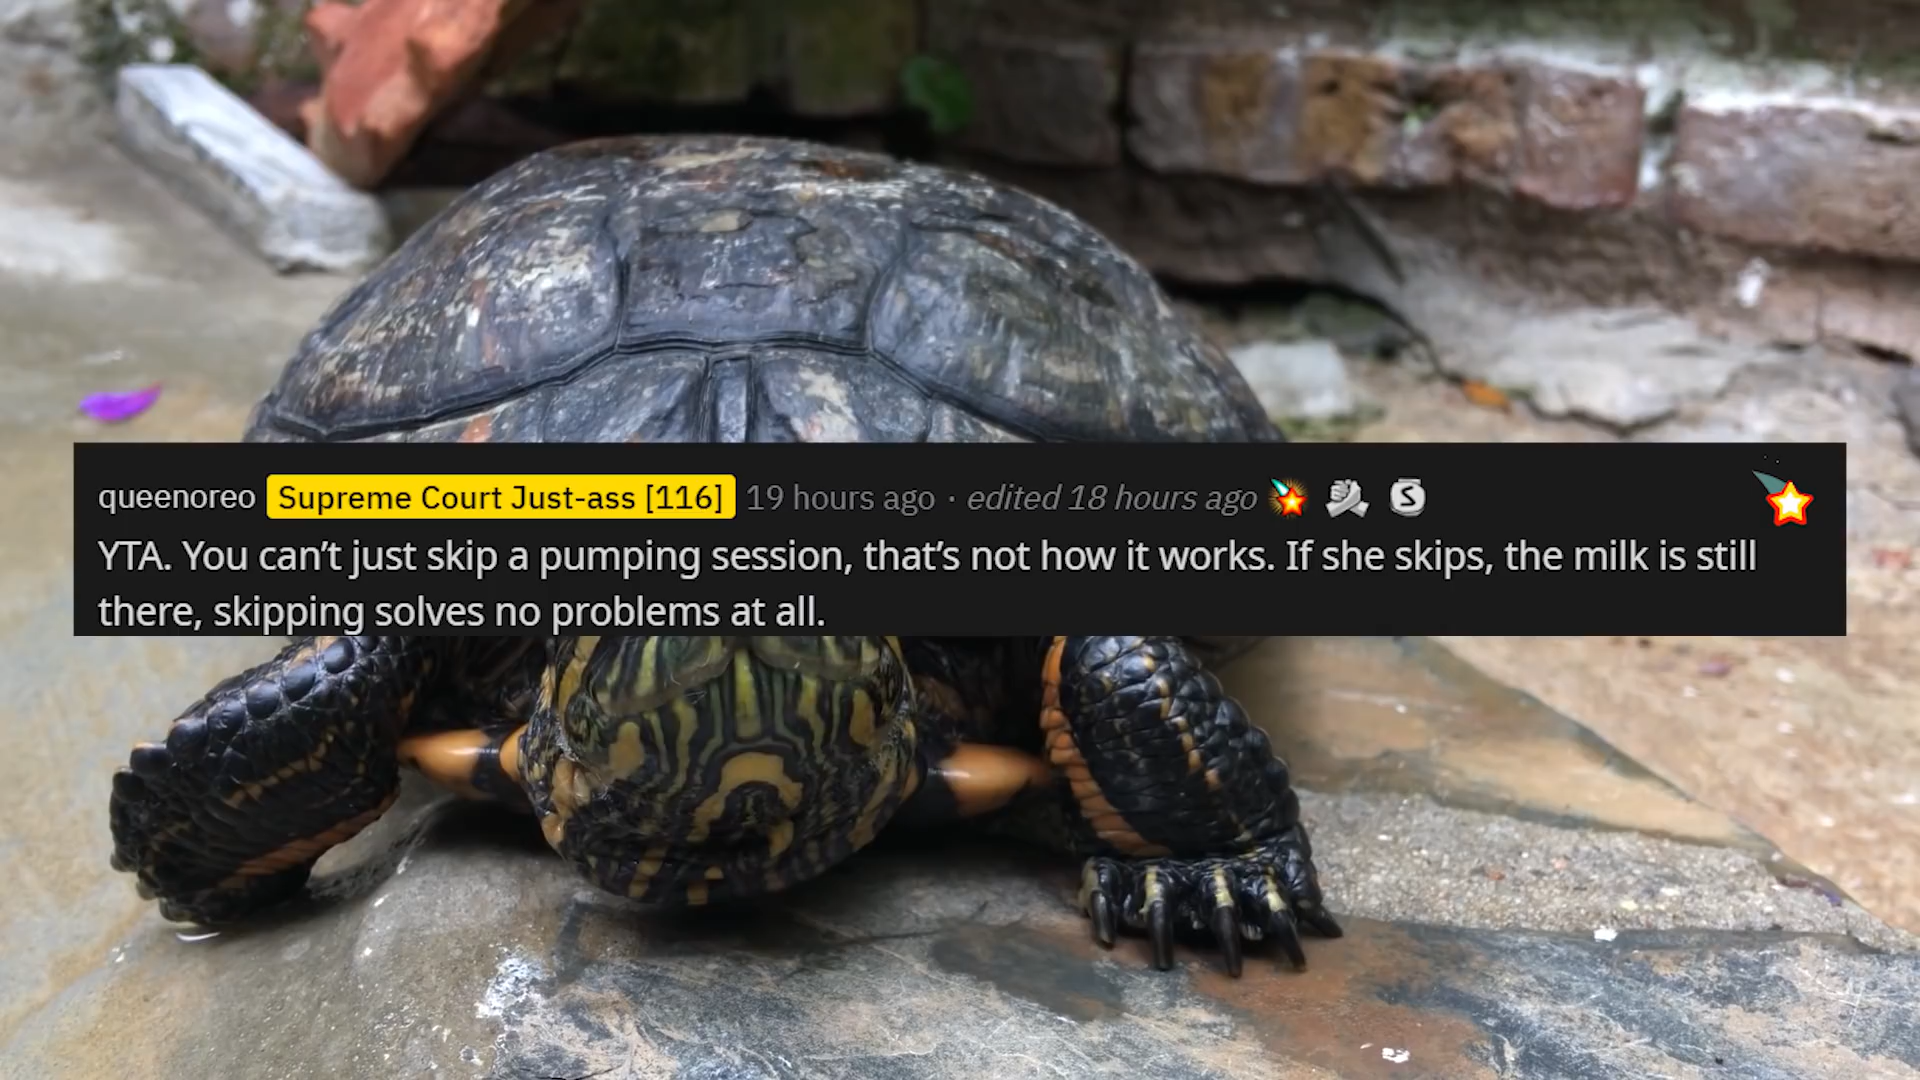 queenoreo Supreme Court Just-ass [116] 19 hours ago · edited 18 hours ago S
YTA. You can’t just skip a pumping session, that’s not how it works. If she skips, the milk is still
there, skipping solves no problems at all.